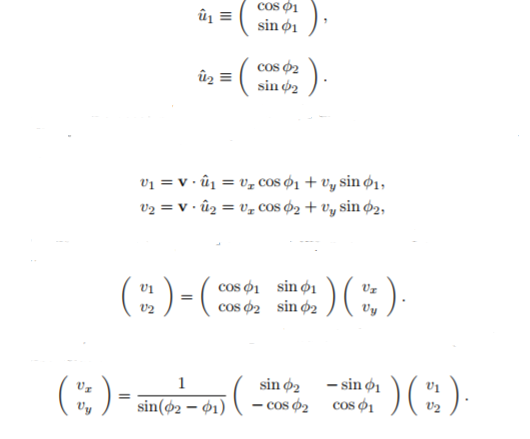 û₁ ≡ ( cos ϕ₁
sin ϕ₁ ) ,
û₂ ≡ ( cos ϕ₂
sin ϕ₂ ) .
v₁ = v · û₁ = vₓ cos ϕ₁ + v_y sin ϕ₁,
v₂ = v · û₂ = vₓ cos ϕ₂ + v_y sin ϕ₂,
( v₁
v₂ ) = ( cos ϕ₁ sin ϕ₁
cos ϕ₂ sin ϕ₂ ) ( vₓ
v_y ) .
( vₓ
v_y ) = 1 / sin(ϕ₂ − ϕ₁) ( sin ϕ₂ − sin ϕ₁
− cos ϕ₂ cos ϕ₁ ) ( v₁
v₂ ) .